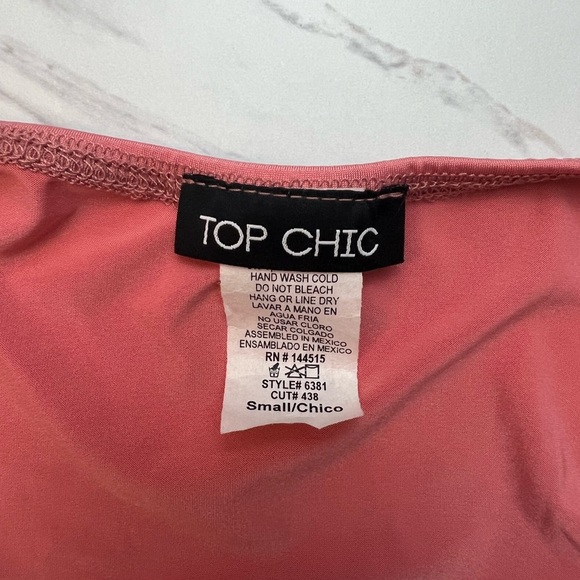 TOP CHIC
HAND WASH COLD
DO NOT BLEACH
HANG OR LINE DRY
LAVAR A MANO EN
AGUA FRIA
NO USAR CLORO
SECAR COLGADO
ASSEMBLED IN MEXICO
ENSAMBLADO EN MEXICO
RN # 144515
STYLE# 6381
CUT# 438
Small/Chico